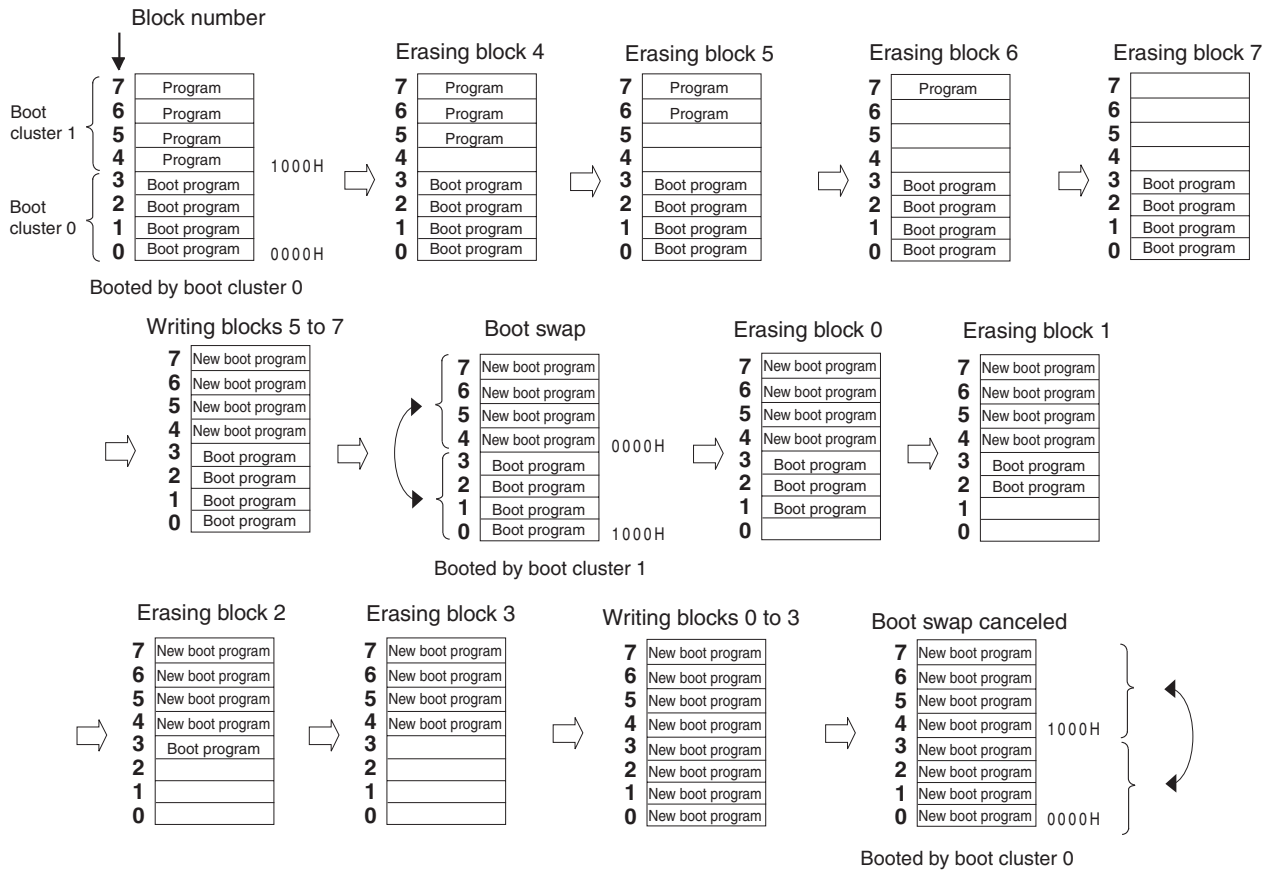 Block number
Erasing block 4
Erasing block 5
Erasing block 6
Erasing block 7
Boot
cluster 1
Boot
cluster 0
7 Program
6 Program
5 Program
4 Program
1000H
3 Boot program
2 Boot program
1 Boot program
0 Boot program
0000H
Booted by boot cluster 0
7 Program
6 Program
5 Program
4
3 Boot program
2 Boot program
1 Boot program
0 Boot program
7 Program
6 Program
5
4
3 Boot program
2 Boot program
1 Boot program
0 Boot program
7 Program
6
5
4
3 Boot program
2 Boot program
1 Boot program
0 Boot program
7
6
5
4
3 Boot program
2 Boot program
1 Boot program
0 Boot program
Writing blocks 5 to 7
7 New boot program
6 New boot program
5 New boot program
4 New boot program
3 Boot program
2 Boot program
1 Boot program
0 Boot program
Boot swap
7 New boot program
6 New boot program
5 New boot program
4 New boot program
0000H
3 Boot program
2 Boot program
1 Boot program
0 Boot program
1000H
Booted by boot cluster 1
Erasing block 0
7 New boot program
6 New boot program
5 New boot program
4 New boot program
3 Boot program
2 Boot program
1 Boot program
0
Erasing block 1
7 New boot program
6 New boot program
5 New boot program
4 New boot program
3 Boot program
2 Boot program
1
0
Erasing block 2
7 New boot program
6 New boot program
5 New boot program
4 New boot program
3 Boot program
2
1
0
Erasing block 3
7 New boot program
6 New boot program
5 New boot program
4 New boot program
3
2
1
0
Writing blocks 0 to 3
7 New boot program
6 New boot program
5 New boot program
4 New boot program
3 New boot program
2 New boot program
1 New boot program
0 New boot program
Boot swap canceled
7 New boot program
6 New boot program
5 New boot program
4 New boot program
1000H
3 New boot program
2 New boot program
1 New boot program
0 New boot program
0000H
Booted by boot cluster 0